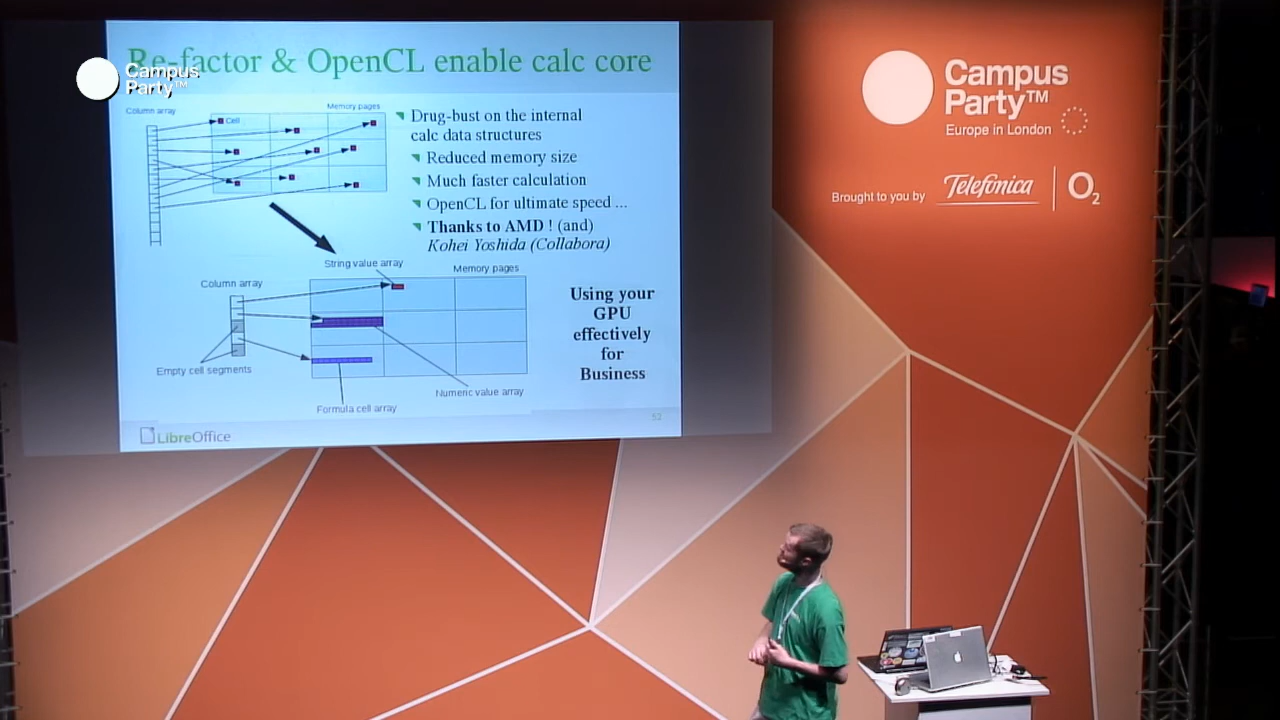 Re-factor & OpenCL enable calc core
Campus
Party™
Column array
Memory pages
Cell
Drug-bust on the internal
calc data structures
Reduced memory size
Much faster calculation
OpenCL for ultimate speed ...
Thanks to AMD ! (and)
Kohei Yoshida (Collabora)
String value array
Memory pages
Column array
Using your
GPU
effectively
for
Business
Empty cell segments
Numeric value array
Formula cell array
52
LibreOffice
Campus
Party™
Europe in London
Brought to you by
Telefónica
O2